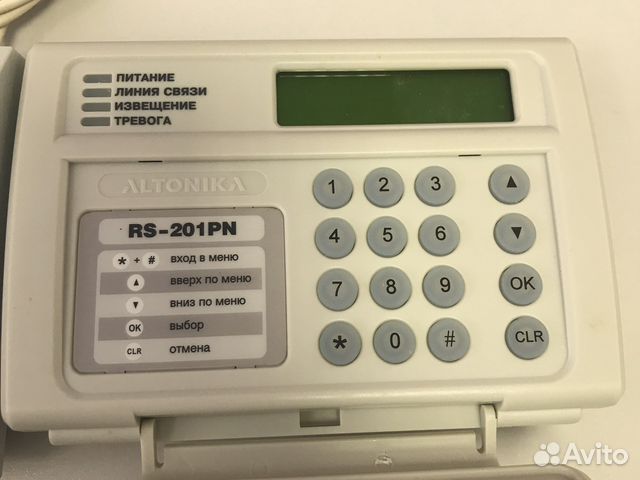 ПИТАНИЕ
ЛИНИЯ СВЯЗИ
ИЗВЕЩЕНИЕ
ТРЕВОГА
ALTONIKA
RS-201PN
* + # вход в меню
▲ вверх по меню
▼ вниз по меню
OK выбор
CLR отмена
1 2 3 ▲
4 5 6 ▼
7 8 9 OK
* 0 # CLR
Avito